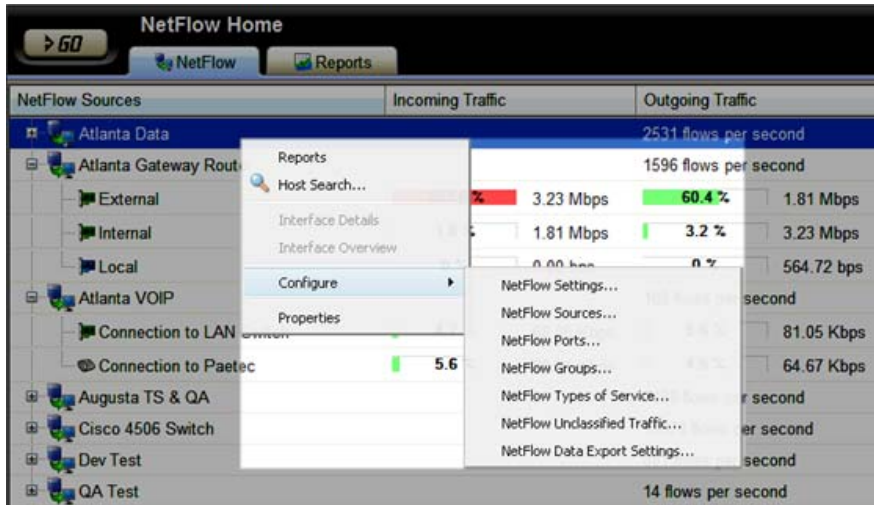 NetFlow Home
GO
NetFlow Reports
NetFlow Sources Incoming Traffic Outgoing Traffic
Atlanta Data 2531 flows per second
Atlanta Gateway Rout 1596 flows per second
Reports
Host Search...
Interface Details
Interface Overview
Configure
Properties
External % 3.23 Mbps 60.4 % 1.81 Mbps
Internal 1.81 Mbps 3.2 % 3.23 Mbps
Local 0 % 564.72 bps
NetFlow Settings...
NetFlow Sources...
NetFlow Ports...
NetFlow Groups...
NetFlow Types of Service...
NetFlow Unclassified Traffic...
NetFlow Data Export Settings...
Atlanta VOIP second
Connection to LAN 81.05 Kbps
Connection to Paetec 5.6 64.67 Kbps
Augusta TS & QA second
Cisco 4506 Switch second
Dev Test second
QA Test 14 flows per second